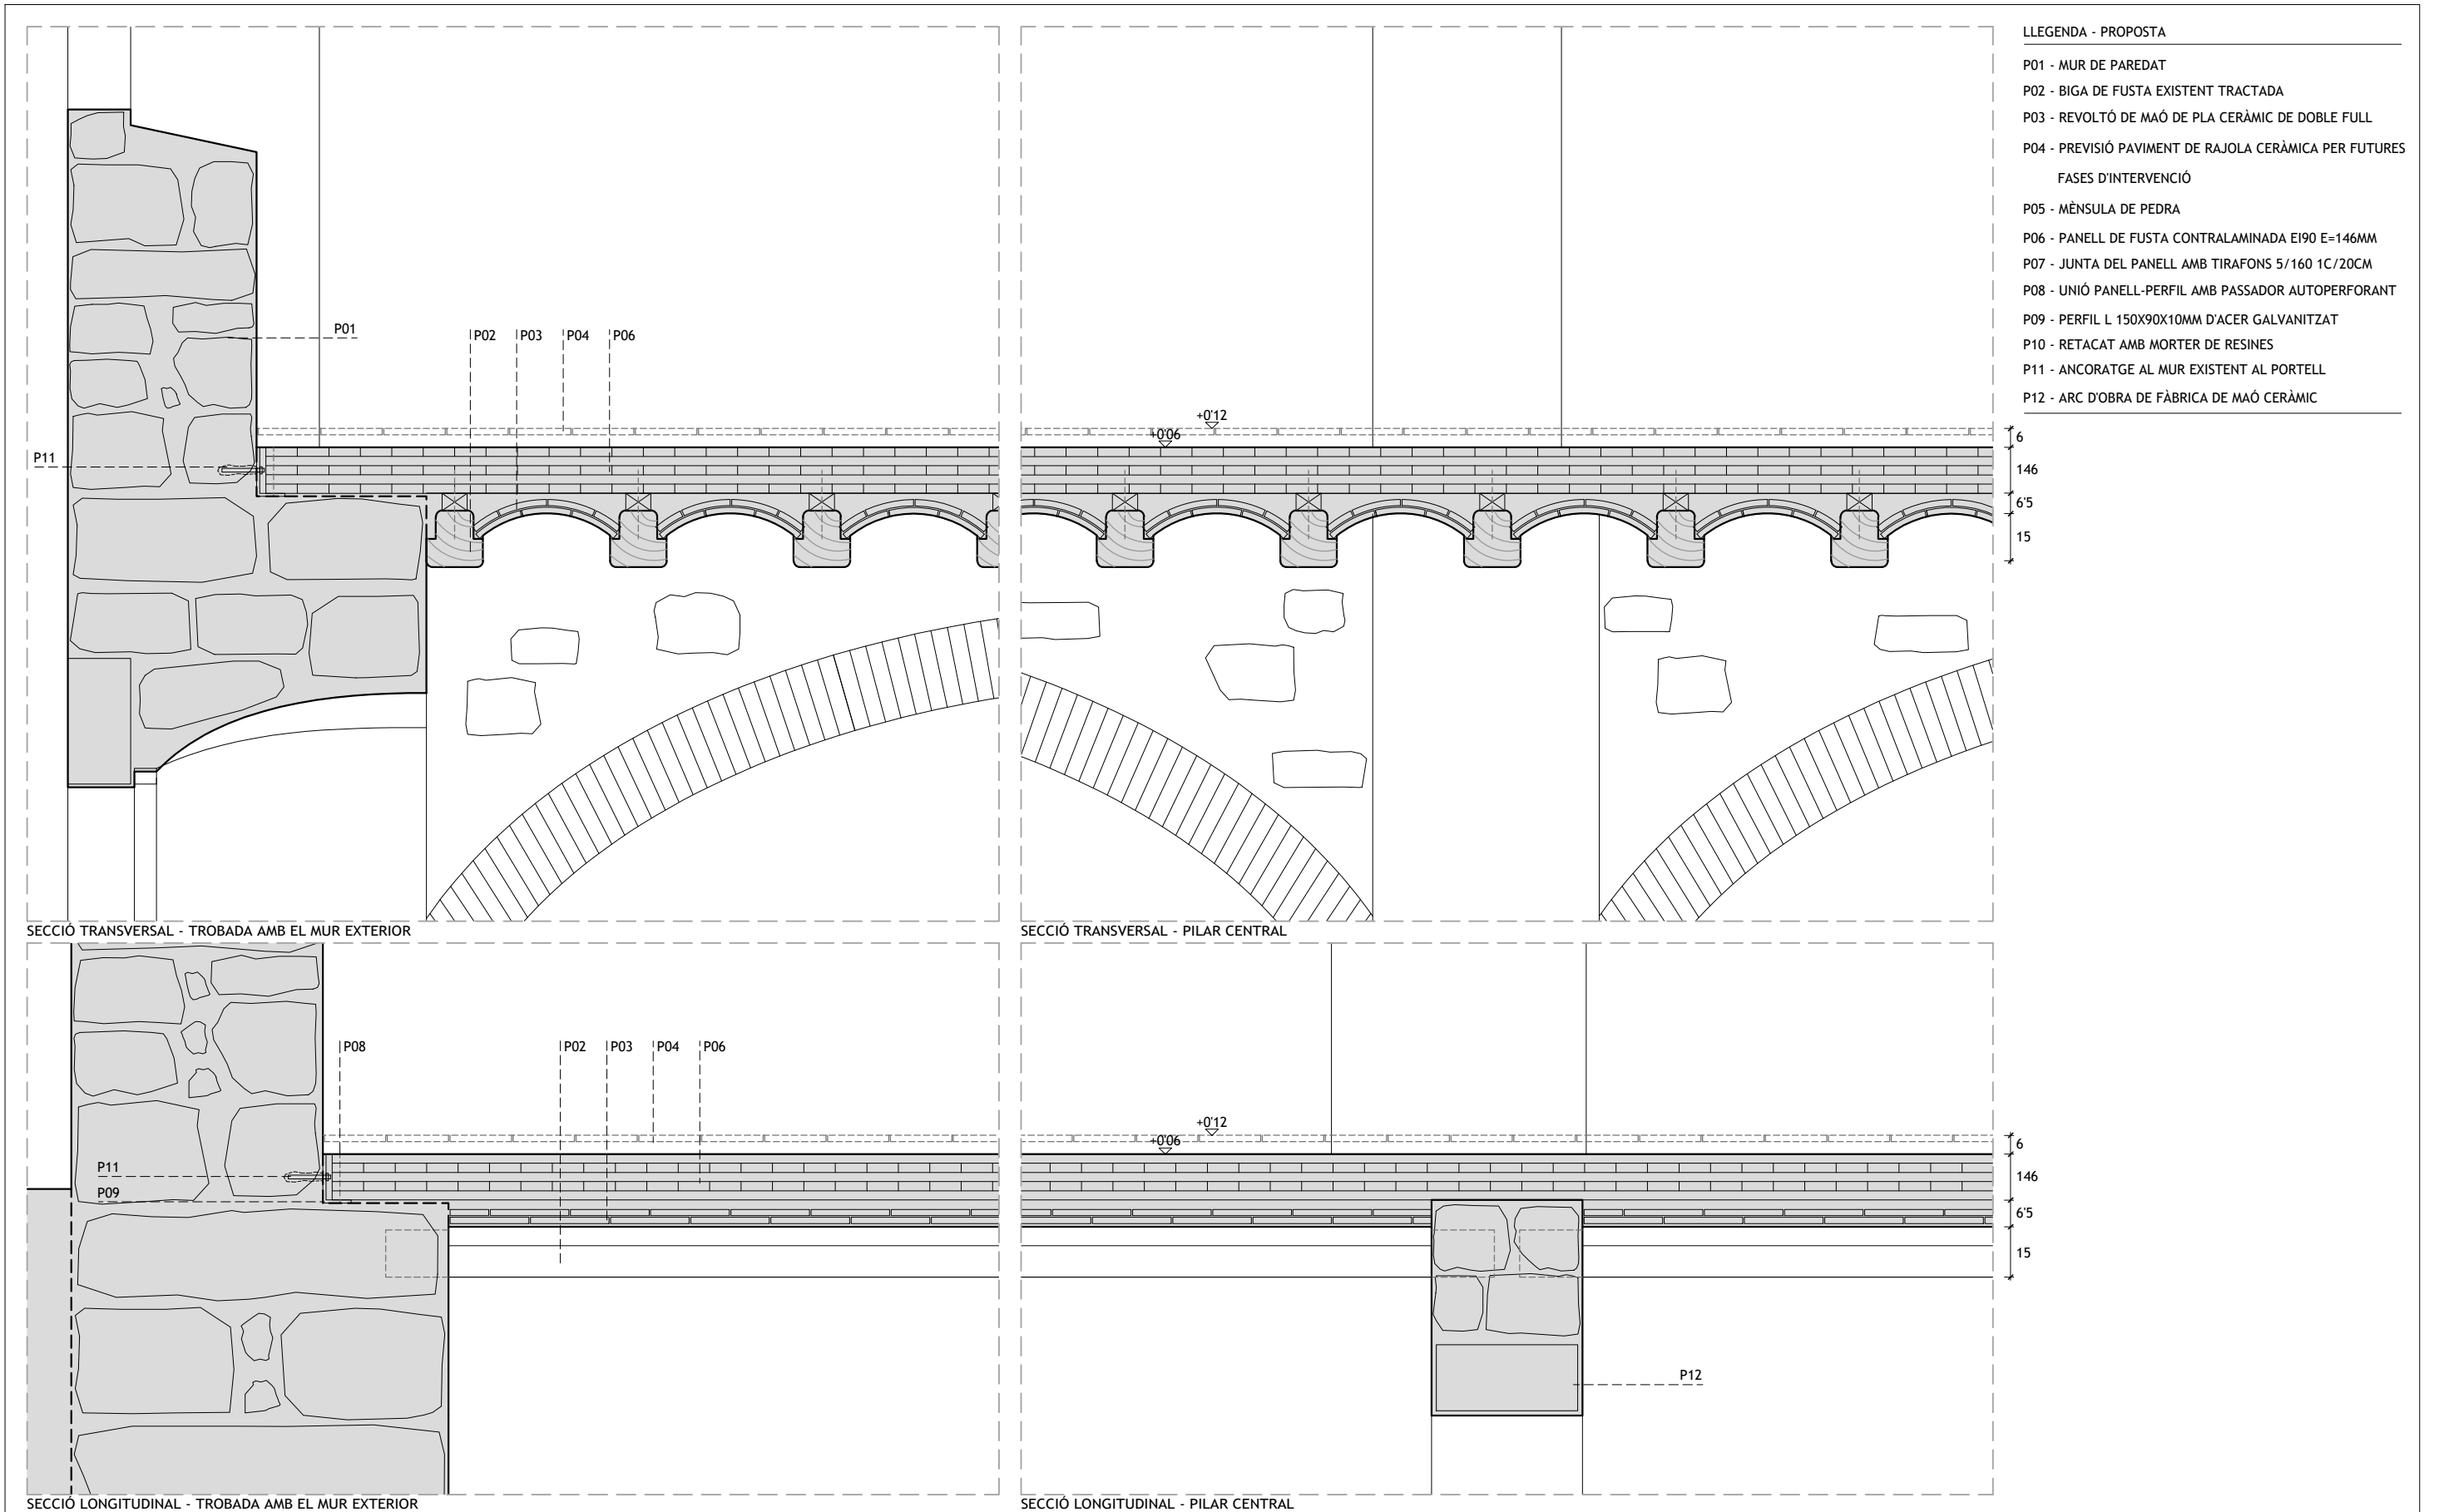 P01
P02
P03
P04
P06
P11
SECCIÓ TRANSVERSAL - TROBADA AMB EL MUR EXTERIOR
+0'12
+0'06
6
146
6'5
15
SECCIÓ TRANSVERSAL - PILAR CENTRAL
LLEGENDA - PROPOSTA
P01 - MUR DE PAREDAT
P02 - BIGA DE FUSTA EXISTENT TRACTADA
P03 - REVOLTÓ DE MAÓ DE PLA CERÀMIC DE DOBLE FULL
P04 - PREVISIÓ PAVIMENT DE RAJOLA CERÀMICA PER FUTURES
FASES D'INTERVENCIÓ
P05 - MÈNSULA DE PEDRA
P06 - PANELL DE FUSTA CONTRALAMINADA EI90 E=146MM
P07 - JUNTA DEL PANELL AMB TIRAFONS 5/160 1C/20CM
P08 - UNIÓ PANELL-PERFIL AMB PASSADOR AUTOPERFORANT
P09 - PERFIL L 150X90X10MM D'ACER GALVANITZAT
P10 - RETACAT AMB MORTER DE RESINES
P11 - ANCORATGE AL MUR EXISTENT AL PORTELL
P12 - ARC D'OBRA DE FÀBRICA DE MAÓ CERÀMIC
P08
P02
P03
P04
P06
P11
P09
SECCIÓ LONGITUDINAL - TROBADA AMB EL MUR EXTERIOR
+0'12
+0'06
6
146
6'5
15
P12
SECCIÓ LONGITUDINAL - PILAR CENTRAL